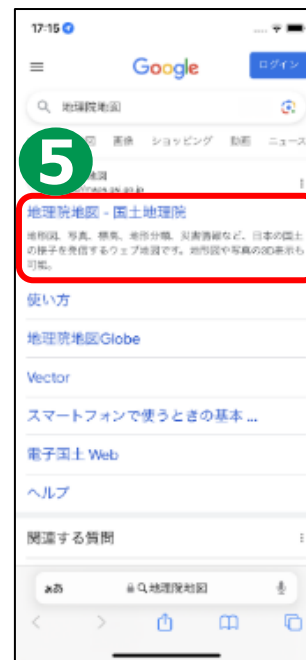 17:15
Google
ログイン
地理院地図
画像 ショッピング 動画 ニュース
5
地理院地図 - 国土地理院
地形図、写真、標高、地形分類、災害情報など、日本の国土
の様子を発信するウェブ地図です。地形図や写真の3D表示も
可能。
使い方
地理院地図Globe
Vector
スマートフォンで使うときの基本 ...
電子国土 Web
ヘルプ
関連する質問
ああ 地理院地図